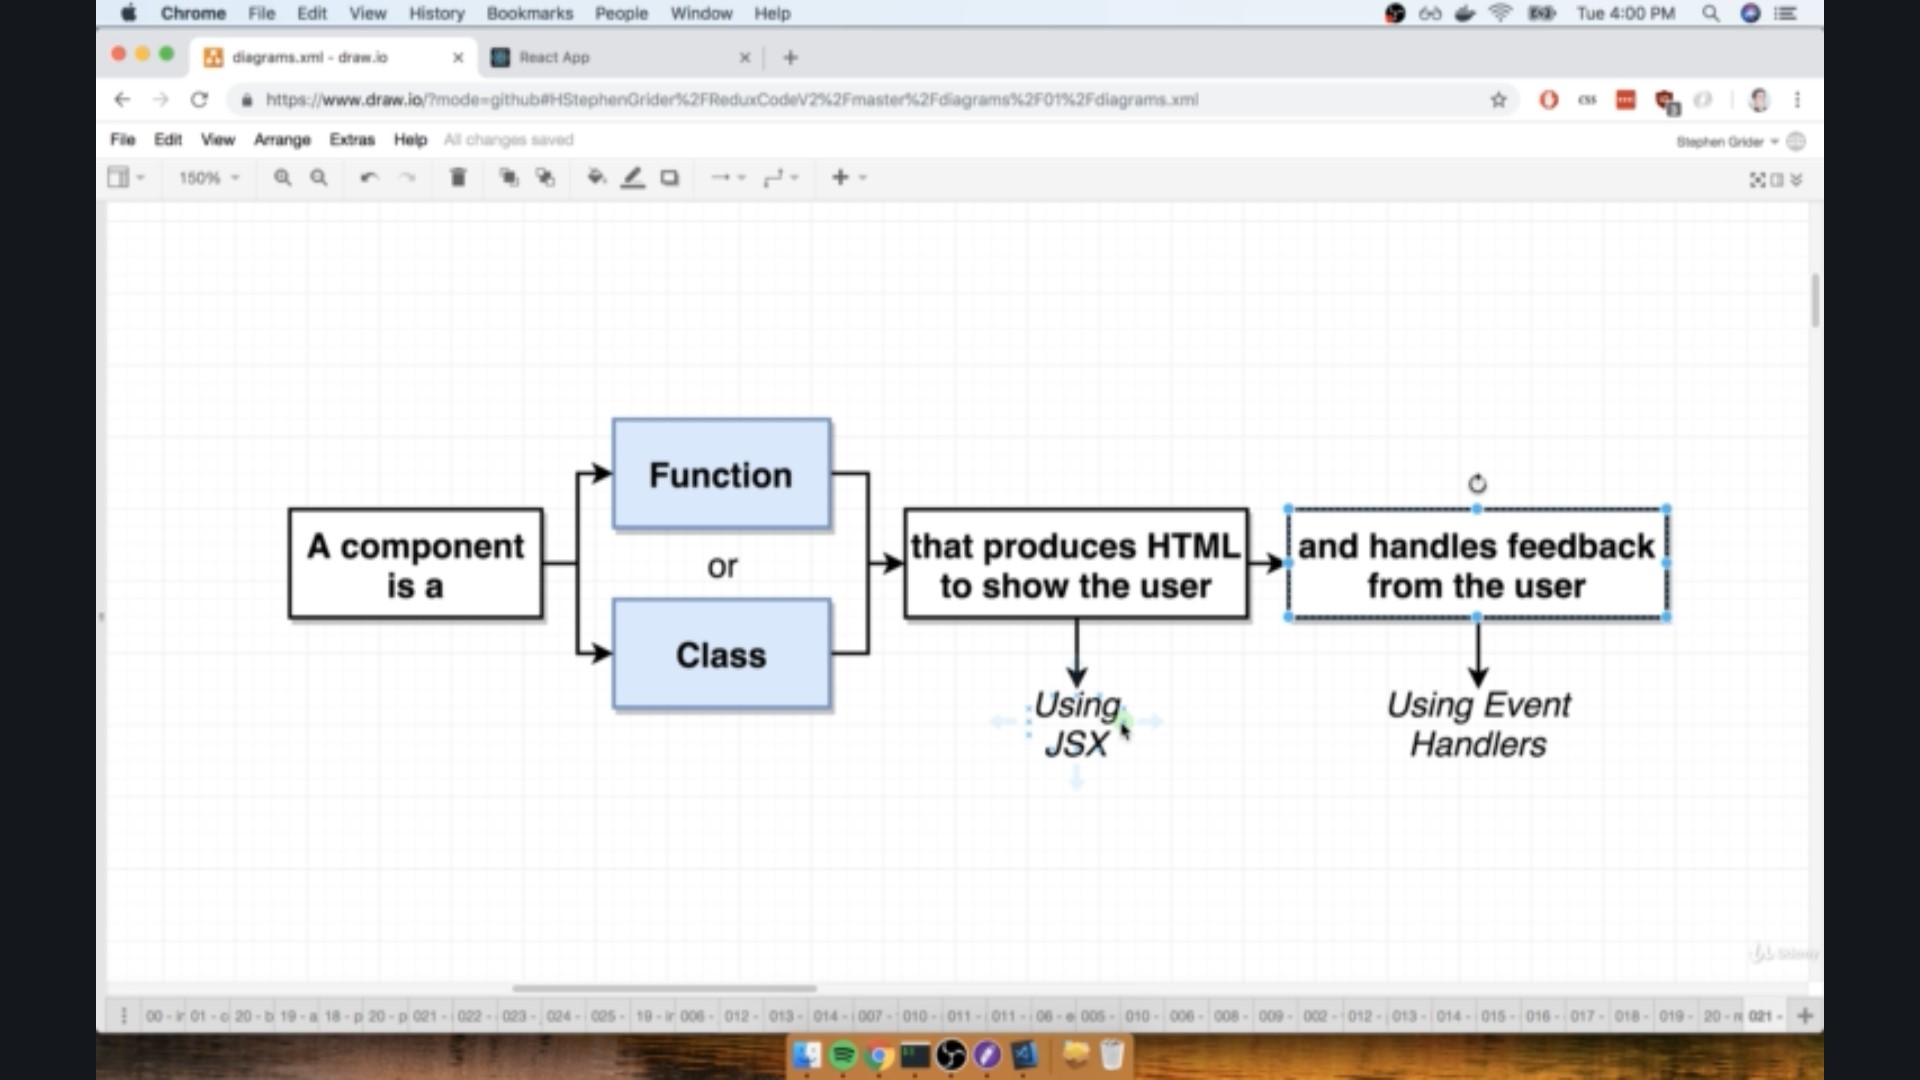 Chrome File Edit View History Bookmarks People Window Help Tue 4:00 PM
diagrams.xml - draw.io React App
https://www.draw.io/?mode=github#HStephenGrider%2FReduxCodeV2%2Fmaster%2Fdiagrams%2F01%2Fdiagrams.xml
File Edit View Arrange Extras Help All changes saved Stephen Grider
150%
A component
is a
Function
or
Class
that produces HTML
to show the user
and handles feedback
from the user
Using
JSX
Using Event
Handlers
Udemy
00 - 01 - c 20 - b 19 - a 18 - p 20 - p 021 - 022 - 023 - 024 - 025 - 19 - 006 - 012 - 013 - 014 - 007 - 010 - 011 - 011 - 06 - e 005 - 010 - 006 - 008 - 009 - 002 - 012 - 013 - 014 - 015 - 016 - 017 - 018 - 019 - 20 - 021 -